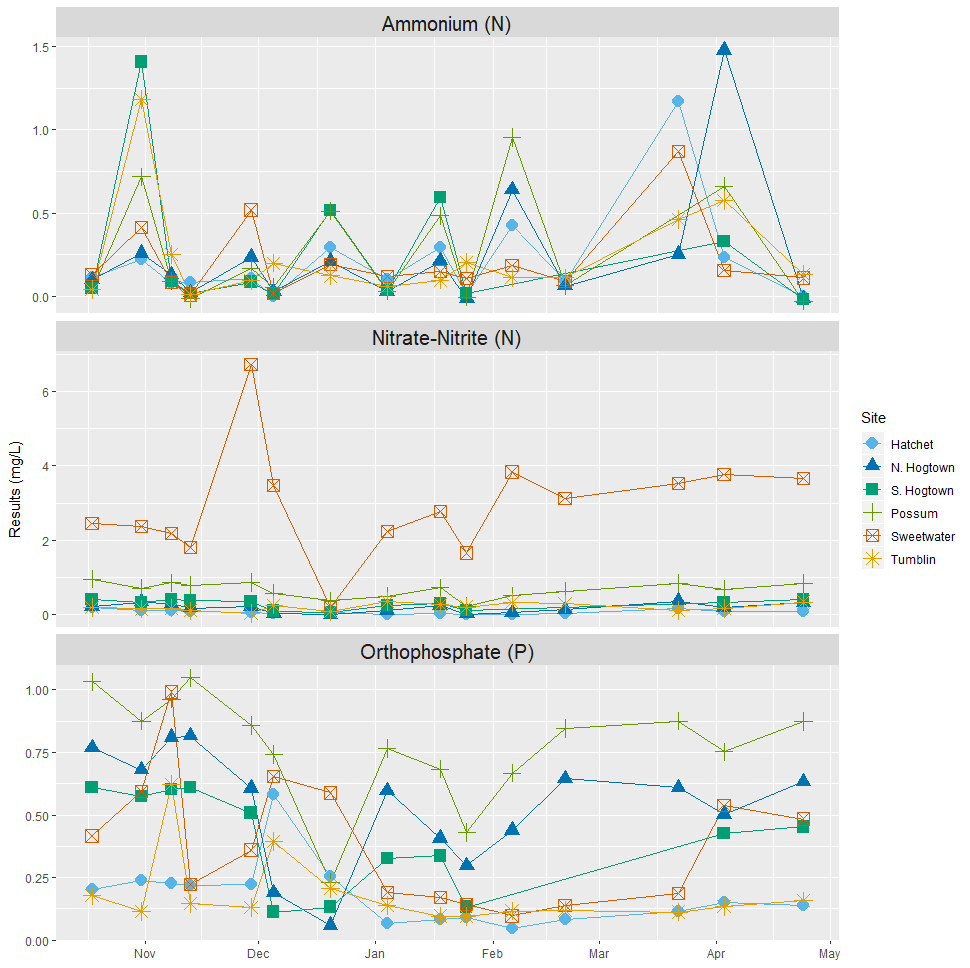 Ammonium (N)
1.5
1.0
0.5
0.0
Nitrate-Nitrite (N)
6
4
2
0
Results (mg/L)
Orthophosphate (P)
1.00
0.75
0.50
0.25
0.00
Nov Dec Jan Feb Mar Apr May
Site
Hatchet
N. Hogtown
S. Hogtown
Possum
Sweetwater
Tumblin